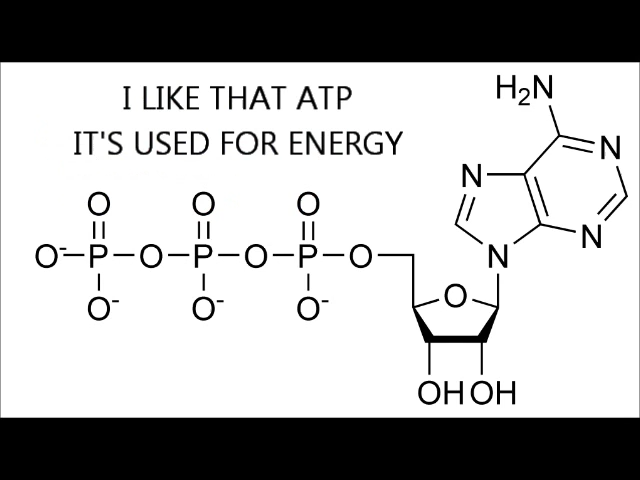 I LIKE THAT ATP
IT'S USED FOR ENERGY
H₂N
N
N
N
N
O O O
O⁻ P O P O P O
O⁻ O⁻ O⁻
O
OH OH